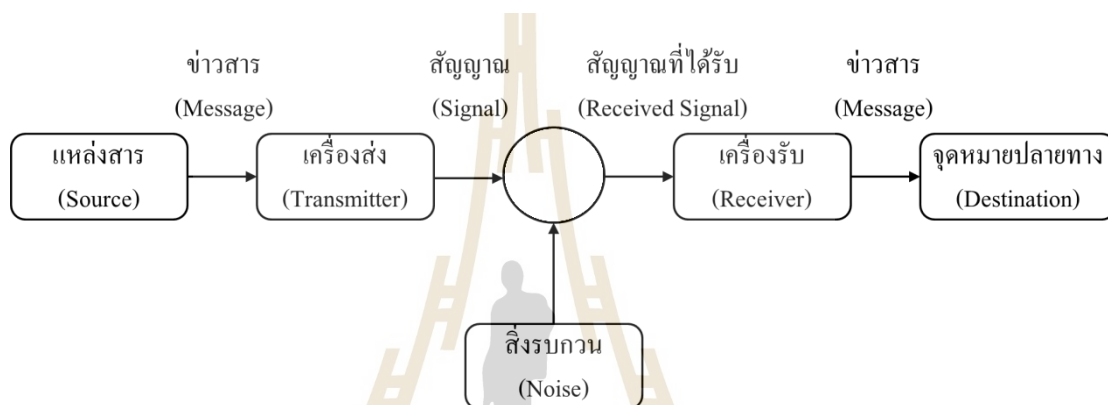 ข่าวสาร
(Message)
สัญญาณ
(Signal)
สัญญาณที่ได้รับ
(Received Signal)
ข่าวสาร
(Message)
แหล่งสาร
(Source)
เครื่องส่ง
(Transmitter)
เครื่องรับ
(Receiver)
จุดหมายปลายทาง
(Destination)
สิ่งรบกวน
(Noise)